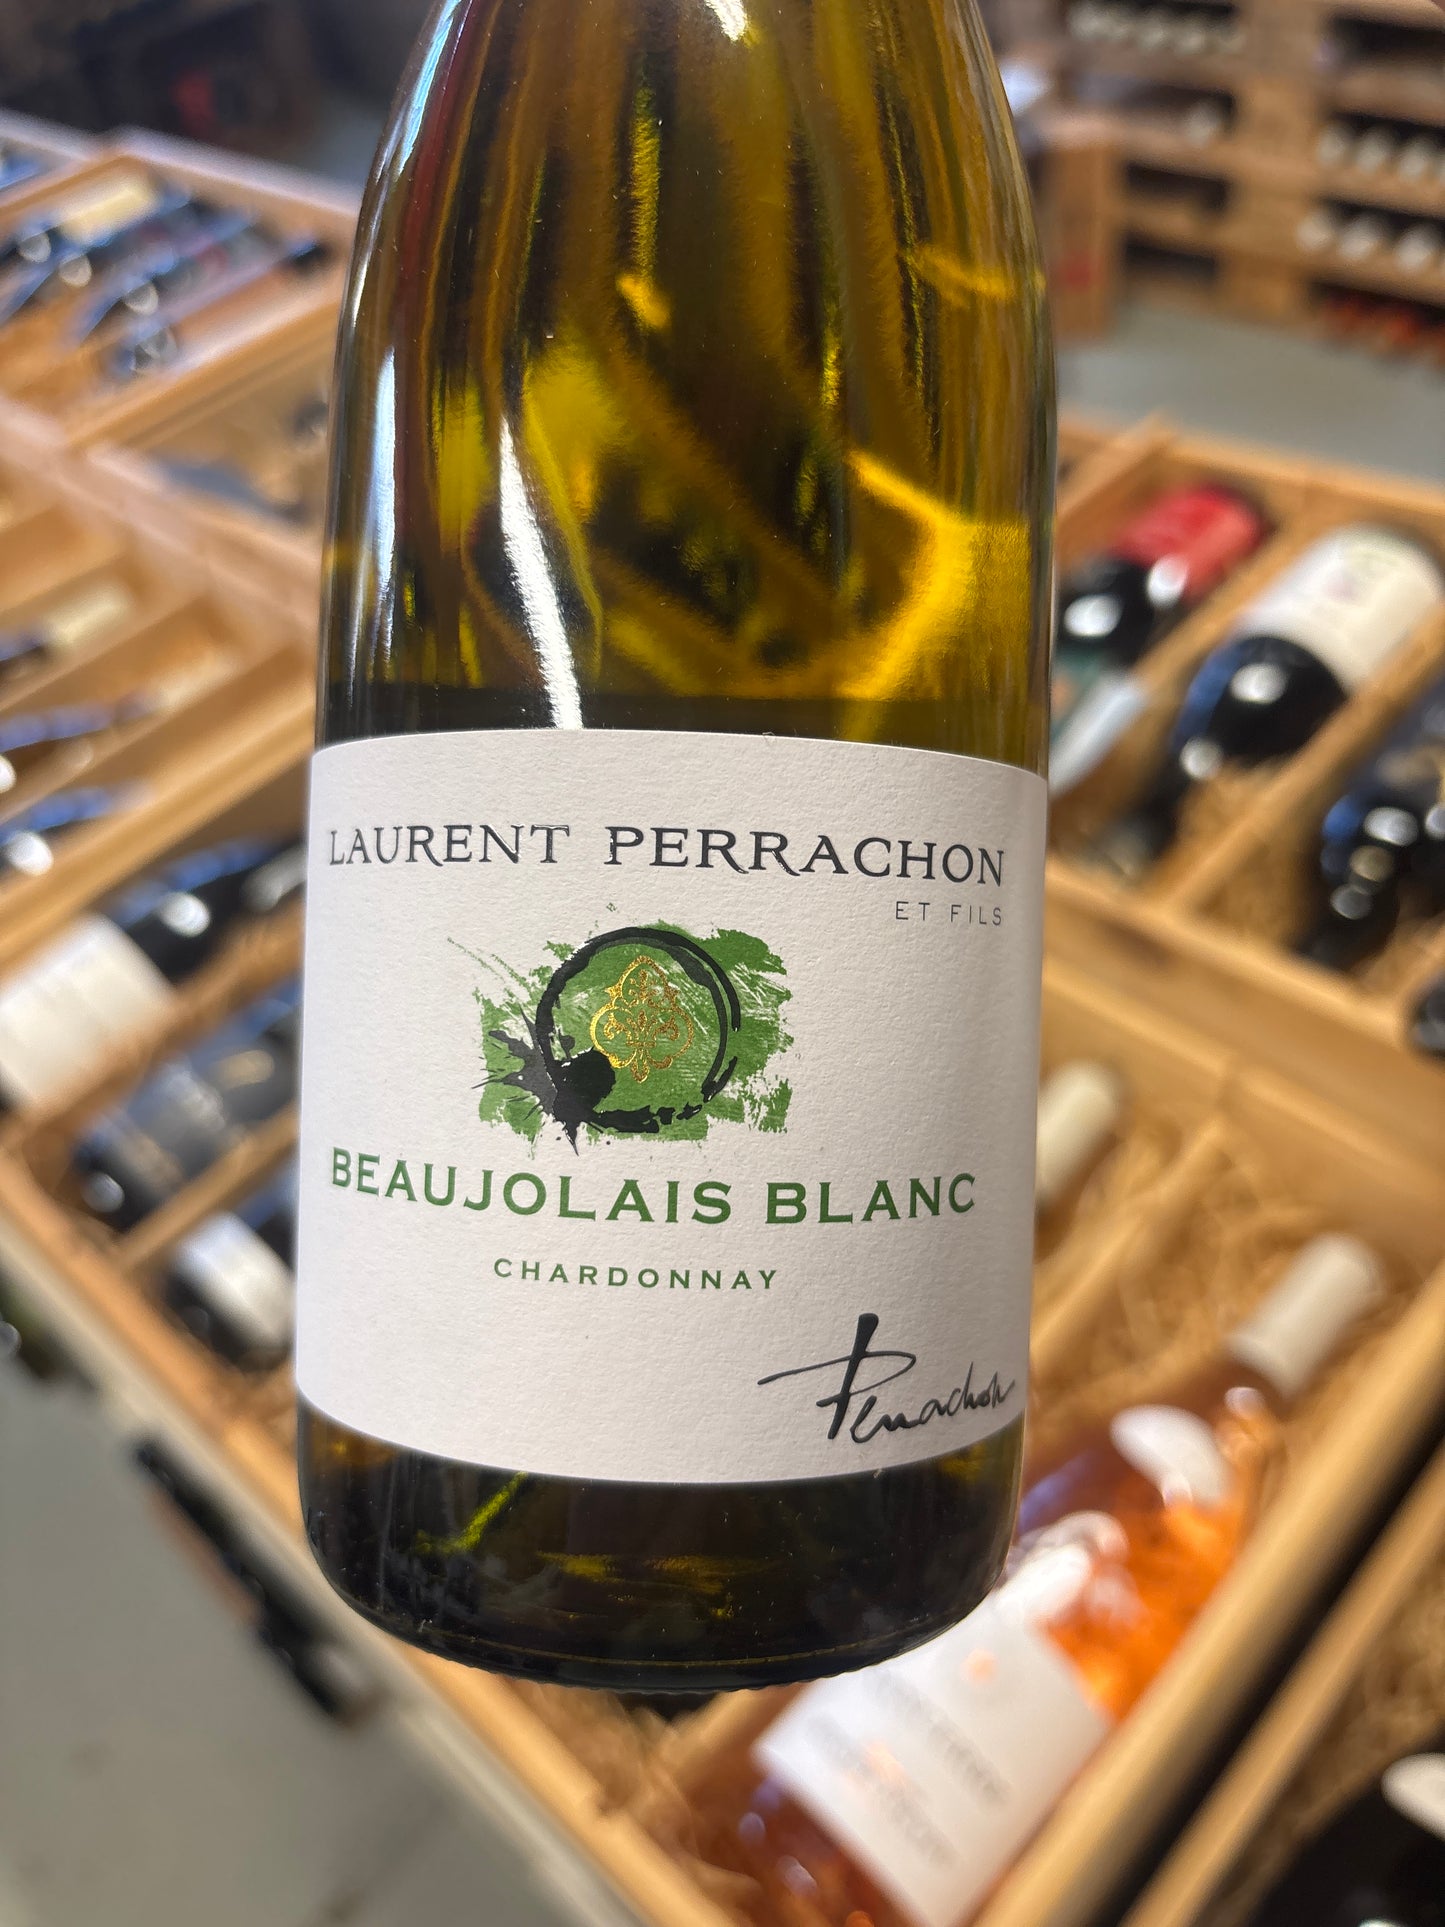 LAURENT PERRACHON
ET FILS
BEAUJOLAIS BLANC
CHARDONNAY
Perrachon